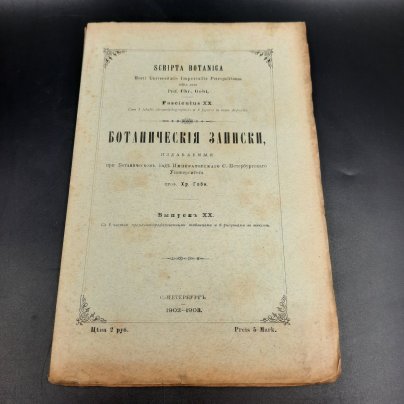 SCRIPTA BOTANICA
Horti Universitatis Imperialis Petropolitanae
Prof. Chr. Gobi,
Fasciculus XX.
БОТАНИЧЕСКІЯ ЗАПИСКИ,
ИЗДАВАЕМЫЯ
при Ботаническомъ садѣ Императорскаго С.-Петербургскаго
Университета
проф. Хр. Гоби.
Выпускъ XX.
С.-ПЕТЕРБУРГЪ
1902–1903.
Цѣна 2 руб.
Preis 5 Mark.